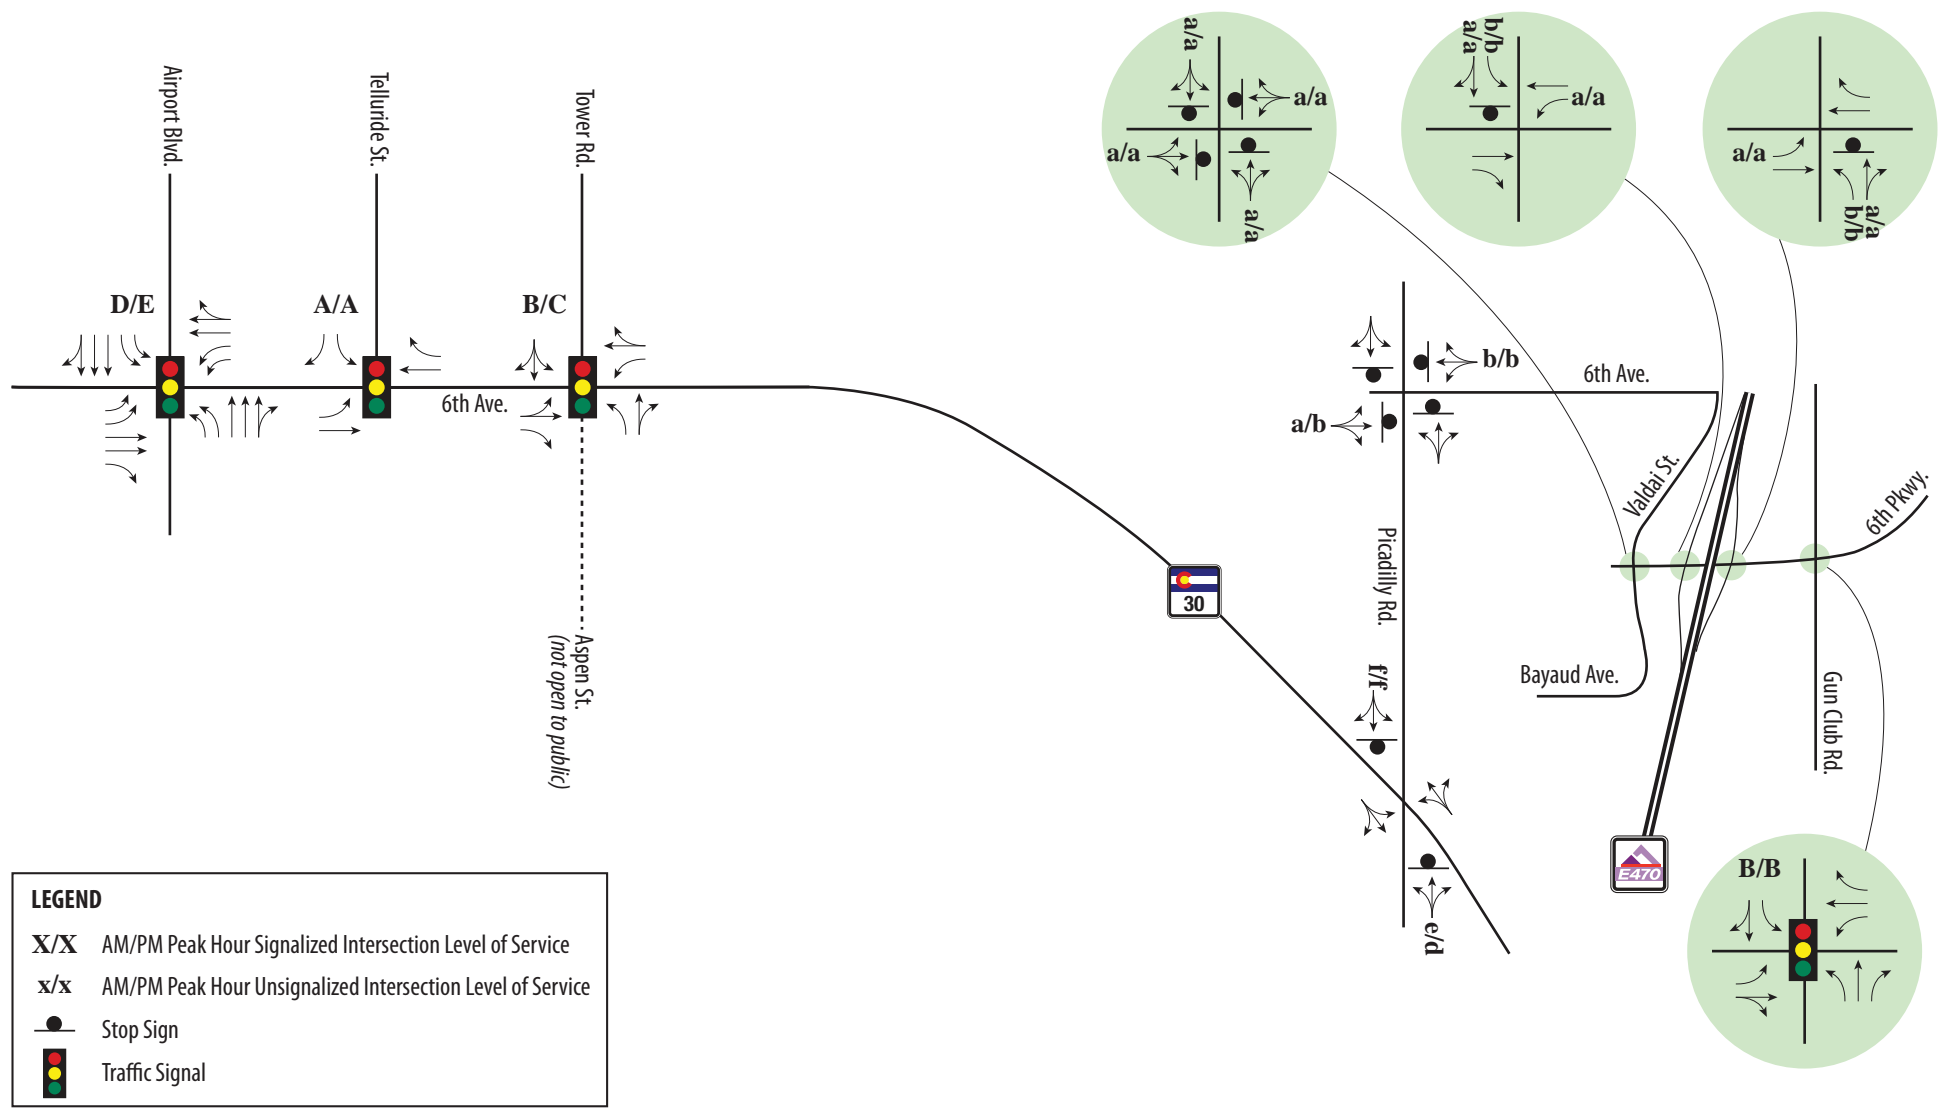 Airport Blvd.
Telluride St.
Tower Rd.
D/E
A/A
B/C
6th Ave.
Aspen St.
(not open to public)
30
a/a
a/a
a/a
a/a
a/a
b/b
a/a
a/a
b/b
a/a
b/b
a/b
6th Ave.
Valdai St.
6th Pkwy.
Picadilly Rd.
Bayaud Ave.
Gun Club Rd.
f/f
e/d
E470
B/B
LEGEND
X/X AM/PM Peak Hour Signalized Intersection Level of Service
x/x AM/PM Peak Hour Unsignalized Intersection Level of Service
Stop Sign
Traffic Signal